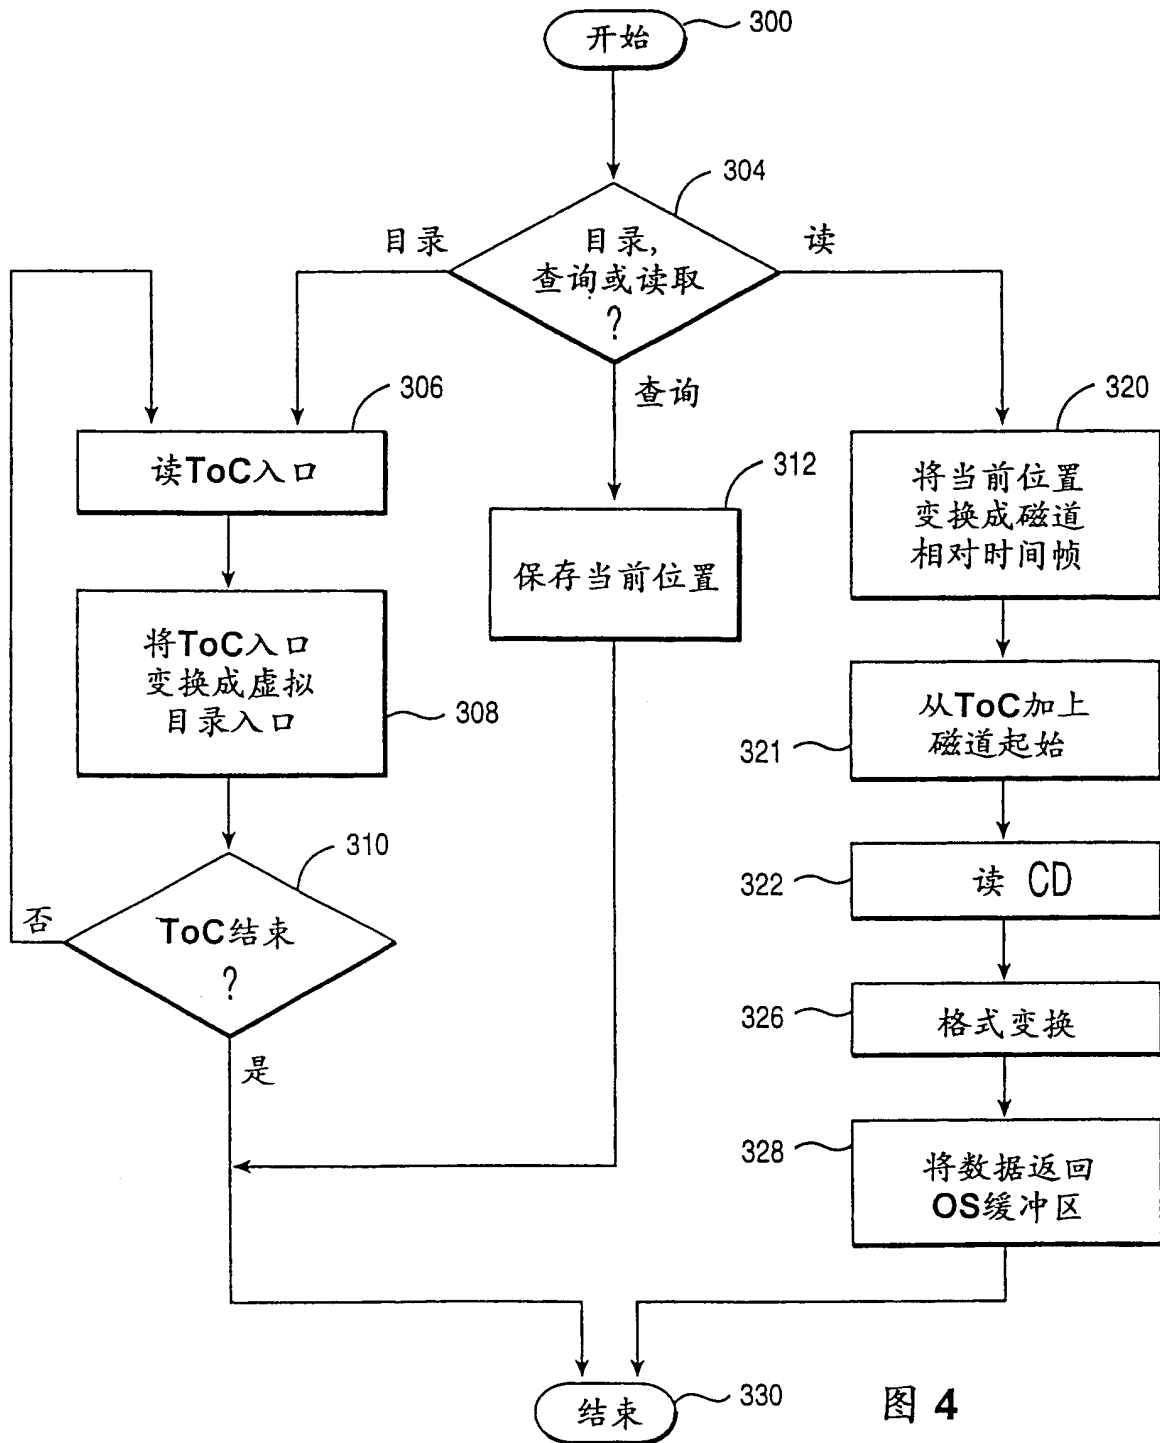 开始
300
304
目录,
查询或读取
?
目录
读
查询
306
读ToC入口
将ToC入口
变换成虚拟
目录入口
308
310
ToC结束
?
否
是
312
保存当前位置
320
将当前位置
变换成磁道
相对时间帧
从ToC加上
磁道起始
321
读 CD
322
格式变换
326
将数据返回
OS缓冲区
328
结束
330
图 4